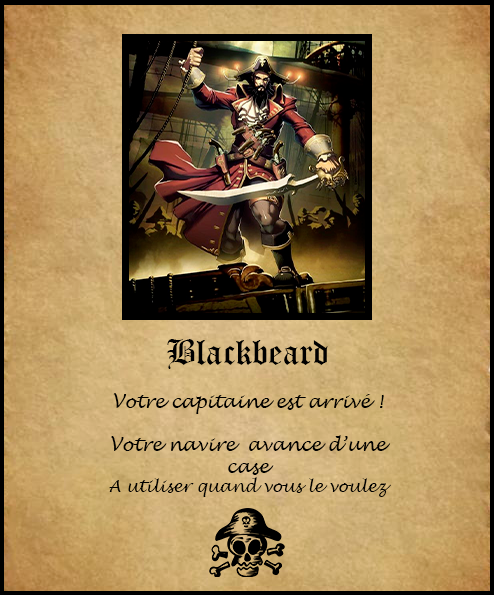 Blackbeard
Votre capitaine est arrivé !
Votre navire avance d'une
case
A utiliser quand vous le voulez